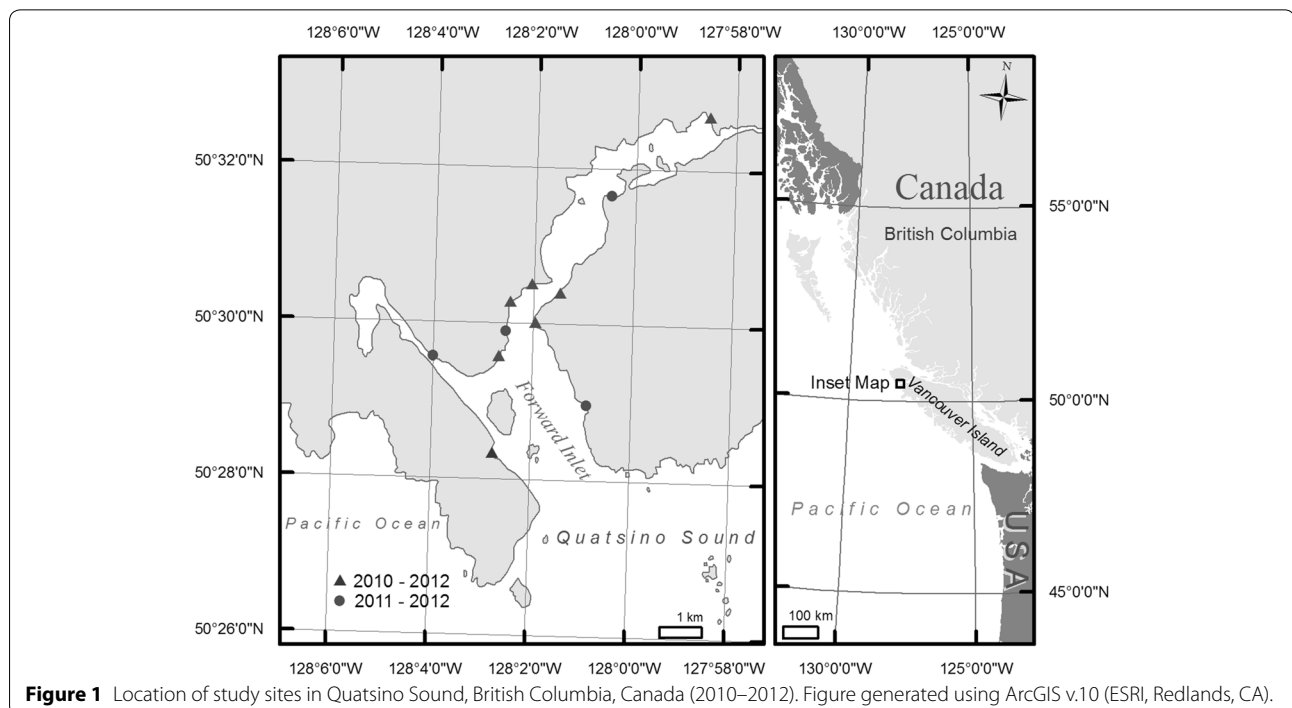 128°6'0"W 128°4'0"W 128°2'0"W 128°0'0"W 127°58'0"W
130°0'0"W 125°0'0"W
N
50°32'0"N
50°30'0"N
50°28'0"N
50°26'0"N
Forward Inlet
Pacific Ocean
Quatsino Sound
2010 - 2012
2011 - 2012
1 km
Canada
British Columbia
55°0'0"N
Inset Map
Vancouver Island
50°0'0"N
Pacific Ocean
USA
45°0'0"N
100 km
128°6'0"W 128°4'0"W 128°2'0"W 128°0'0"W 127°58'0"W
130°0'0"W 125°0'0"W
Figure 1 Location of study sites in Quatsino Sound, British Columbia, Canada (2010–2012). Figure generated using ArcGIS v.10 (ESRI, Redlands, CA).